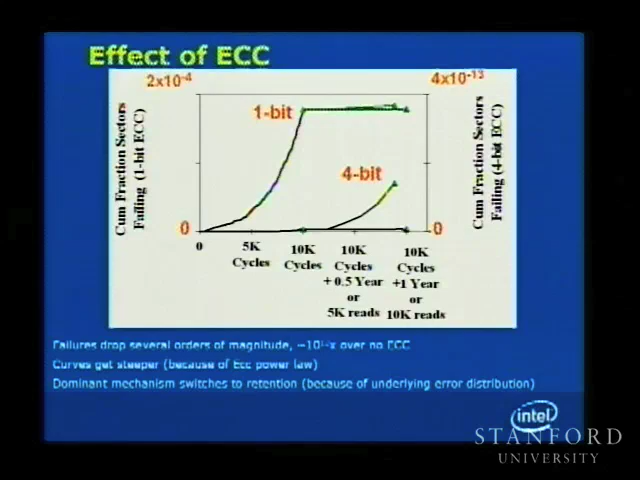 Effect of ECC
2x10-4
4x10-13
1-bit
4-bit
Cum Fraction Sectors
Failing (1-bit ECC)
Cum Fraction Sectors
Failing (4-bit ECC)
0
0
0
5K
Cycles
10K
Cycles
10K
Cycles
+ 0.5 Year
or
5K reads
10K
Cycles
+1 Year
or
10K reads
Failures drop several orders of magnitude, over no ECC
Curves get steeper (because of Ecc power law)
Dominant mechanism switches to retention (because of underlying error distribution)
intel
STANFORD
UNIVERSITY